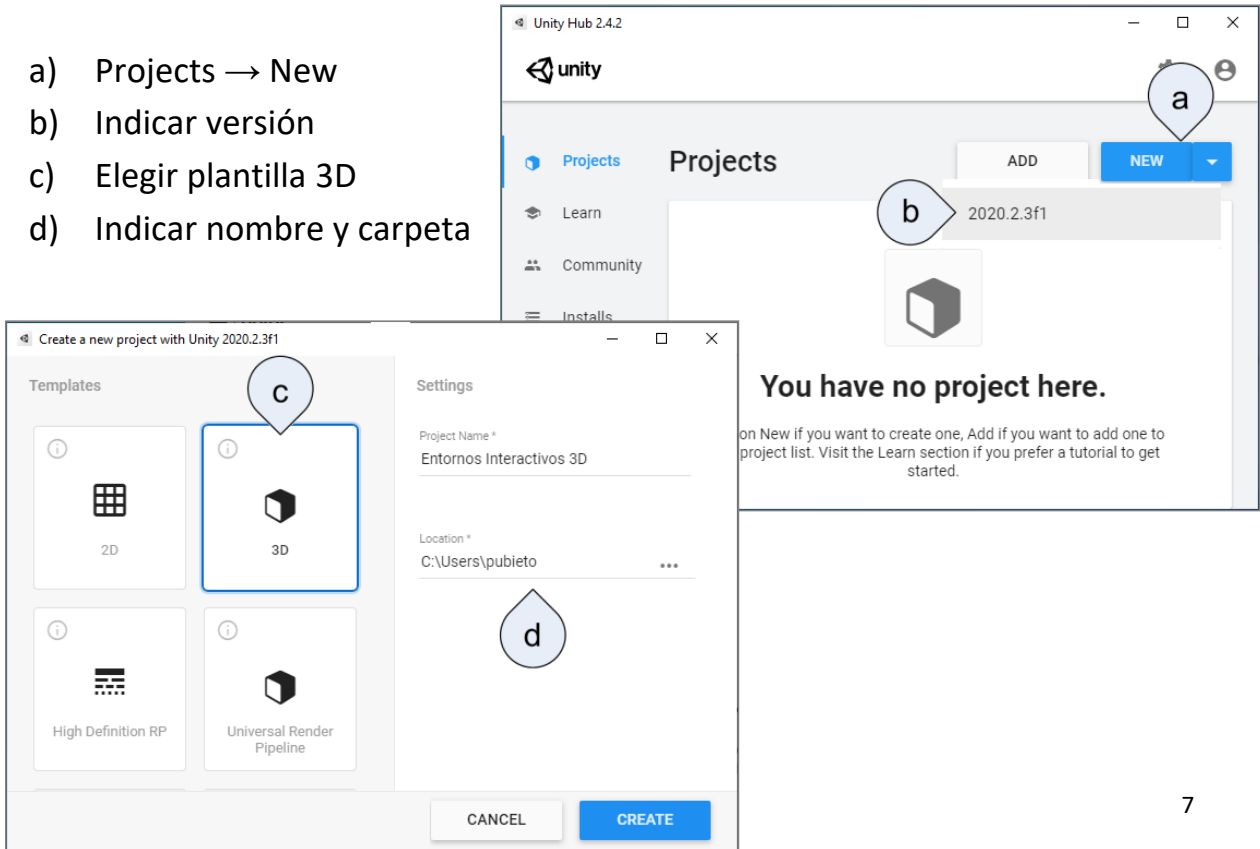 a) Projects → New
b) Indicar versión
c) Elegir plantilla 3D
d) Indicar nombre y carpeta
Unity Hub 2.4.2
unity
a
Projects
Projects
ADD
NEW
Learn
b
2020.2.3f1
Community
Installs
You have no project here.
on New if you want to create one, Add if you want to add one to
project list. Visit the Learn section if you prefer a tutorial to get
started.
Create a new project with Unity 2020.2.3f1
Templates
c
Settings
Project Name *
Entornos Interactivos 3D
2D
3D
Location *
C:\Users\pubieto
...
d
High Definition RP
Universal Render
Pipeline
CANCEL
CREATE
7